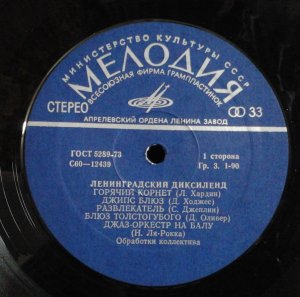 МИНИСТЕРСТВО КУЛЬТУРЫ СССР
МЕЛОДИЯ
ВСЕСОЮЗНАЯ ФИРМА ГРАМПЛАСТИНОК
СТЕРЕО 33
АПРЕЛЕВСКИЙ ОРДЕНА ЛЕНИНА ЗАВОД
ГОСТ 5289-73 1 сторона
С60—12439 Гр. 3. 1-90
ЛЕНИНГРАДСКИЙ ДИКСИЛЕНД
ГОРЯЧИЙ КОРНЕТ (Л. Хардин)
ДЖИПС БЛЮЗ (Д. Ходжес)
РАЗВЛЕКАТЕЛЬ (С. Джеплин)
БЛЮЗ ТОЛСТОГУБОГО (Д. Оливер)
ДЖАЗ-ОРКЕСТР НА БАЛУ
(Н. Ля-Рокка)
Обработки коллектива